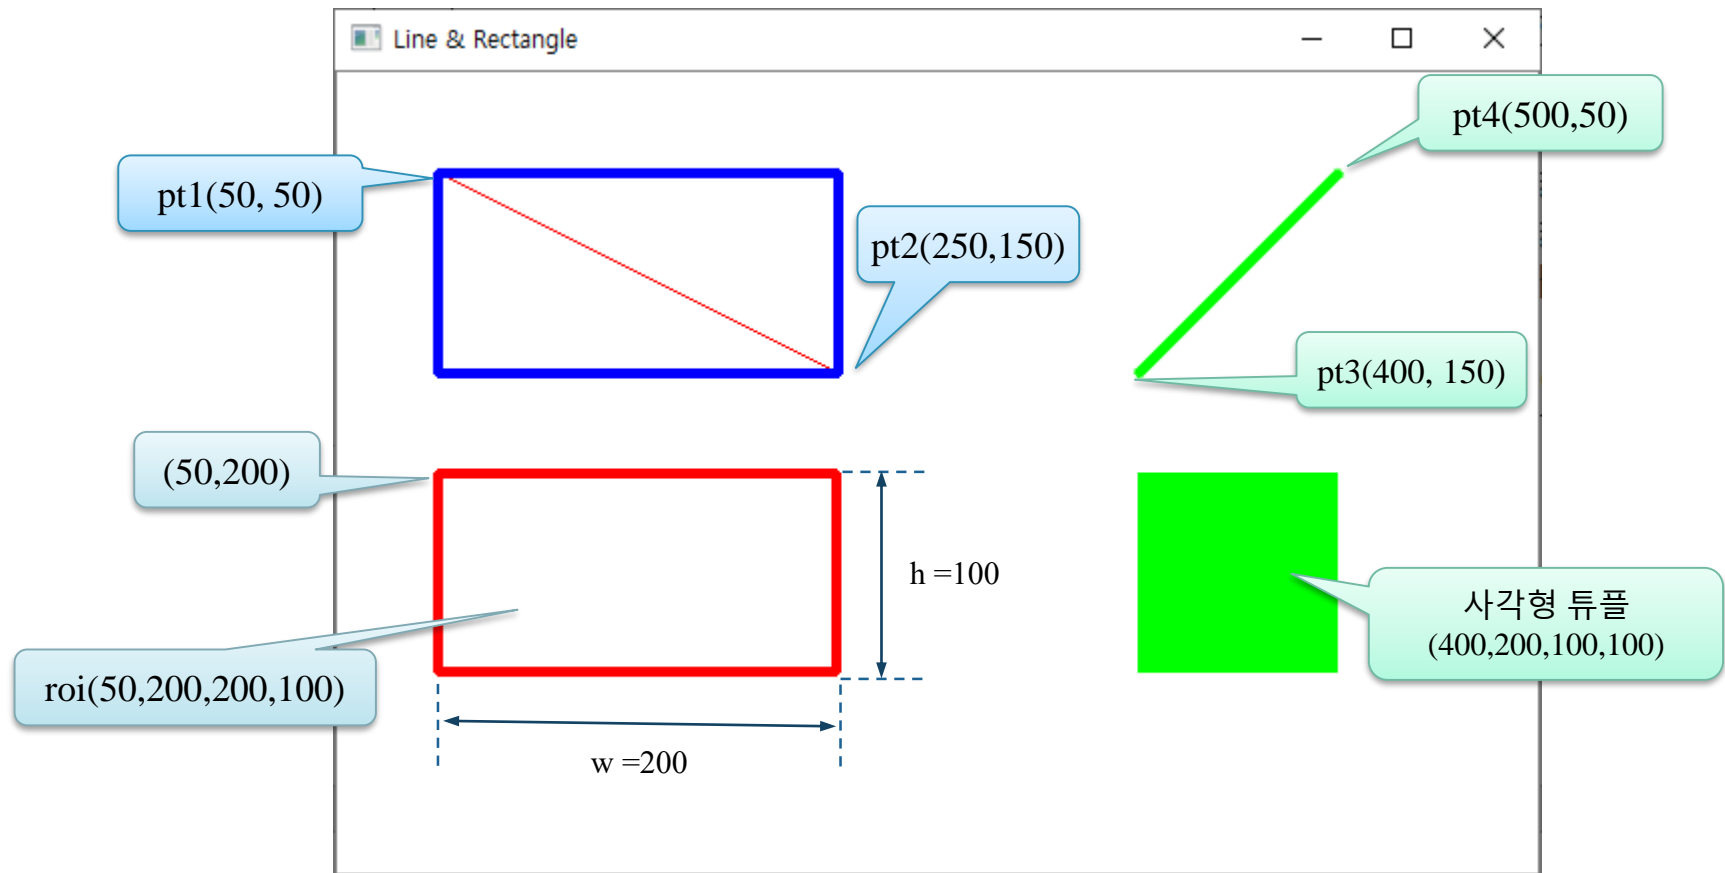 Line & Rectangle
pt4(500,50)
pt1(50, 50)
pt2(250,150)
pt3(400, 150)
(50,200)
h =100
사각형 튜플
(400,200,100,100)
roi(50,200,200,100)
w =200